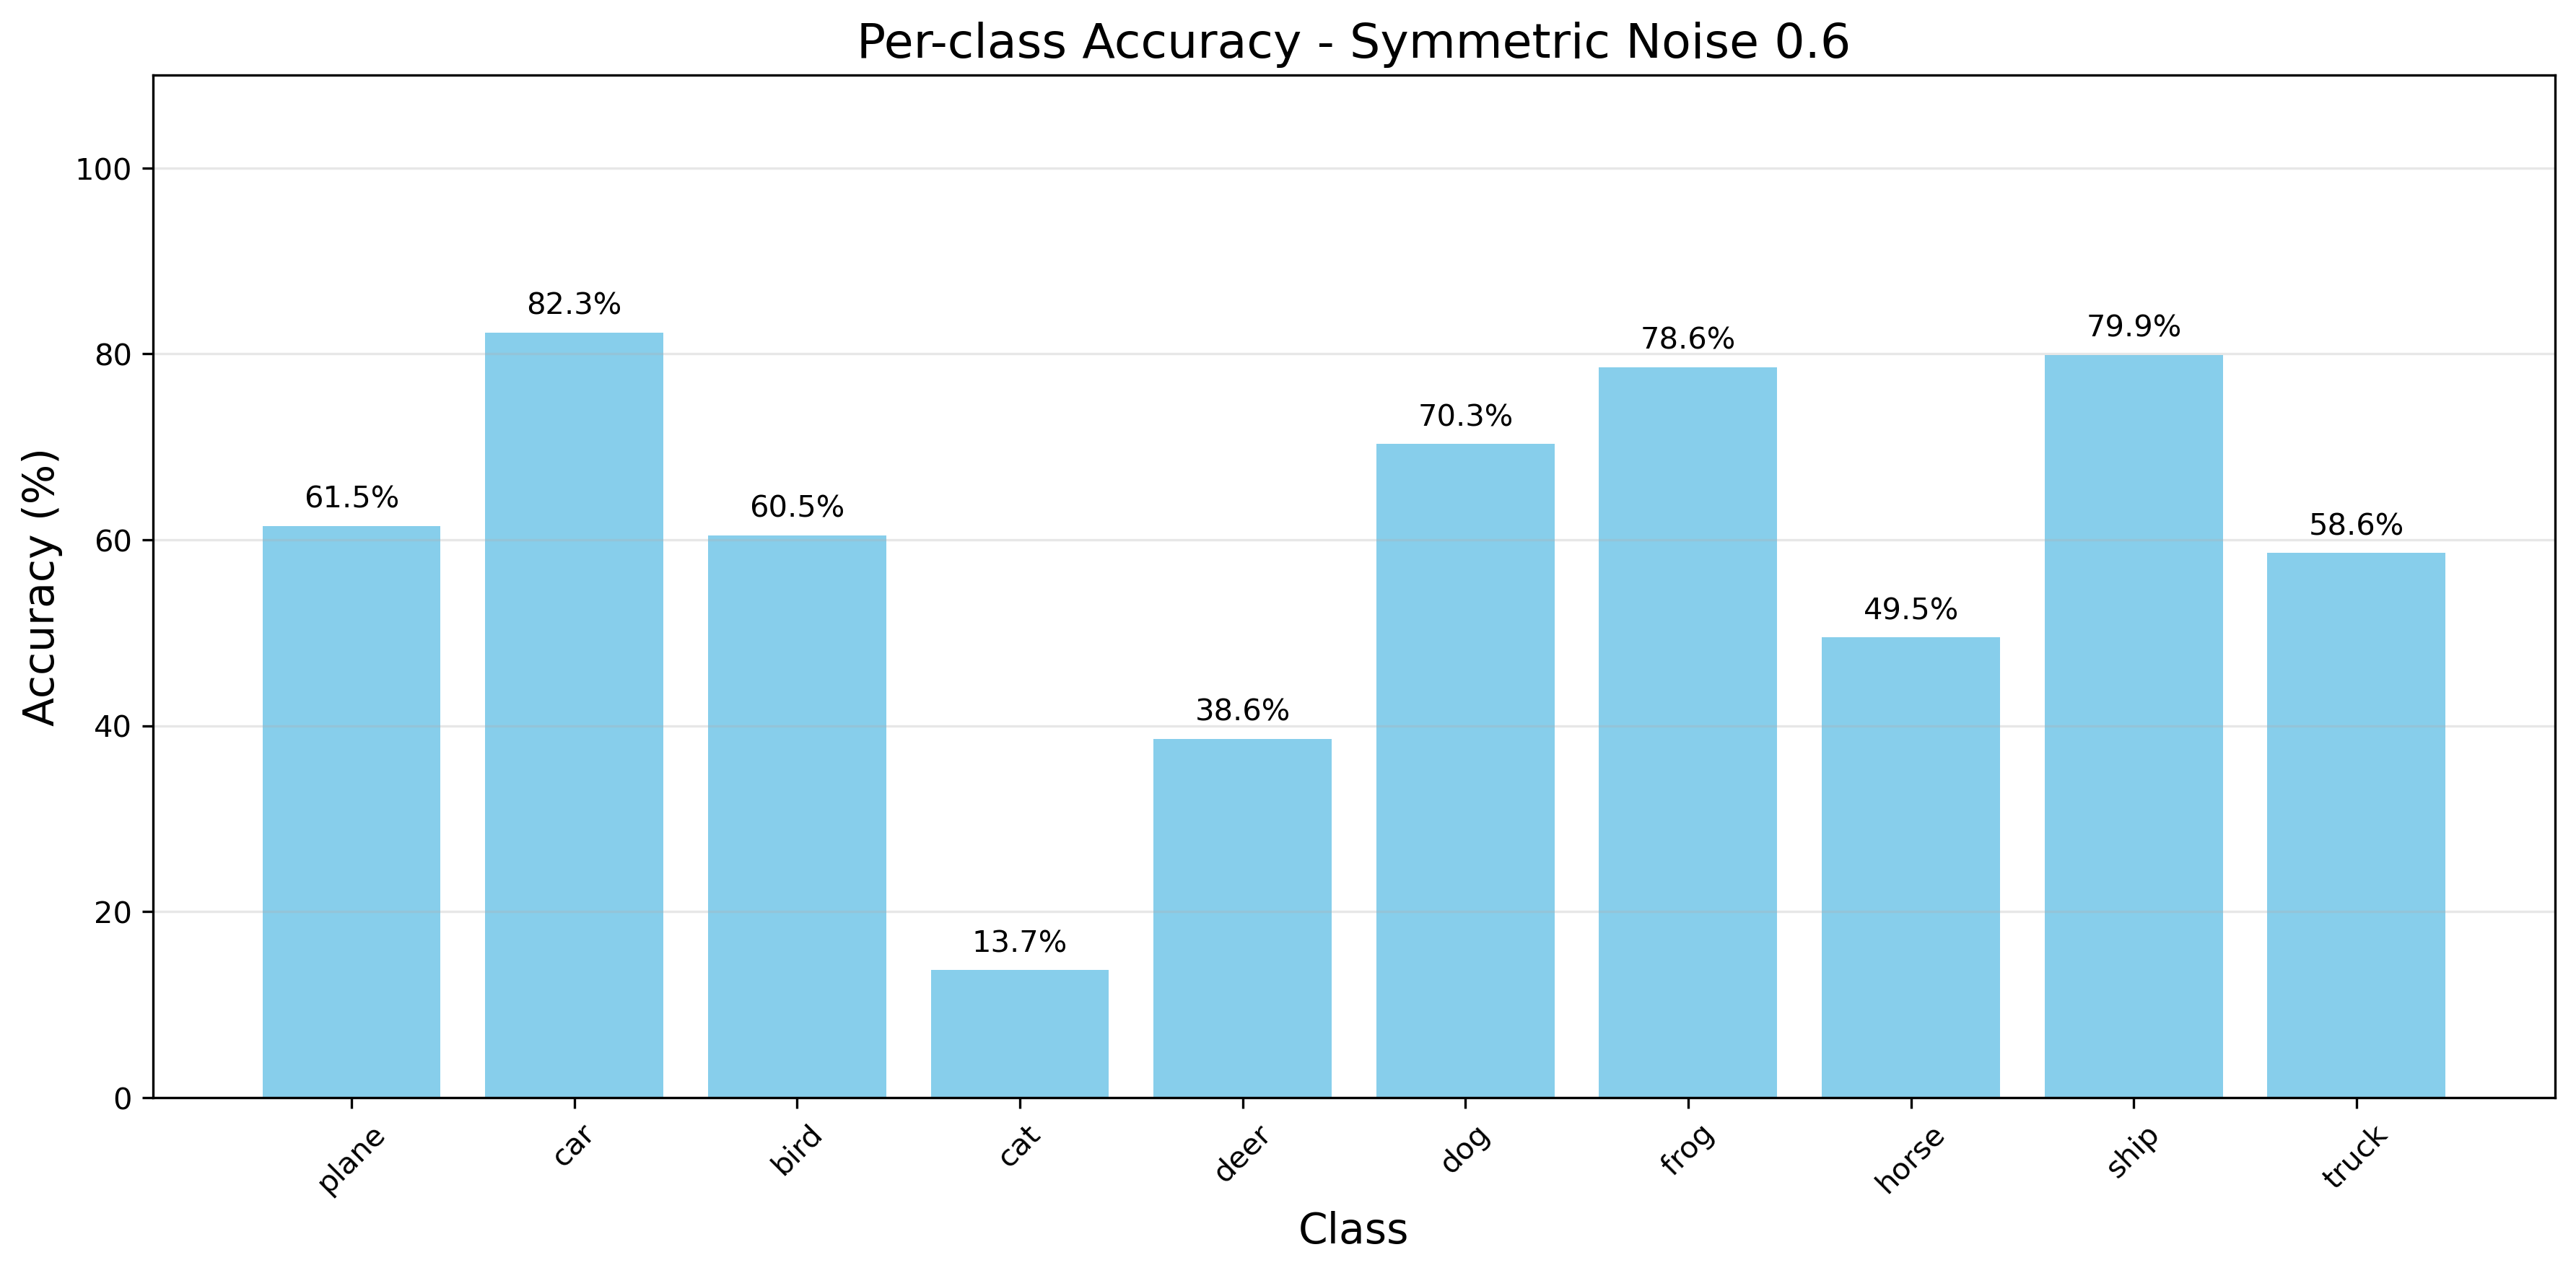 Per-class Accuracy - Symmetric Noise 0.6
Accuracy (%)
100
80
60
40
20
0
61.5%
82.3%
60.5%
13.7%
38.6%
70.3%
78.6%
49.5%
79.9%
58.6%
plane
car
bird
cat
deer
dog
frog
horse
ship
truck
Class